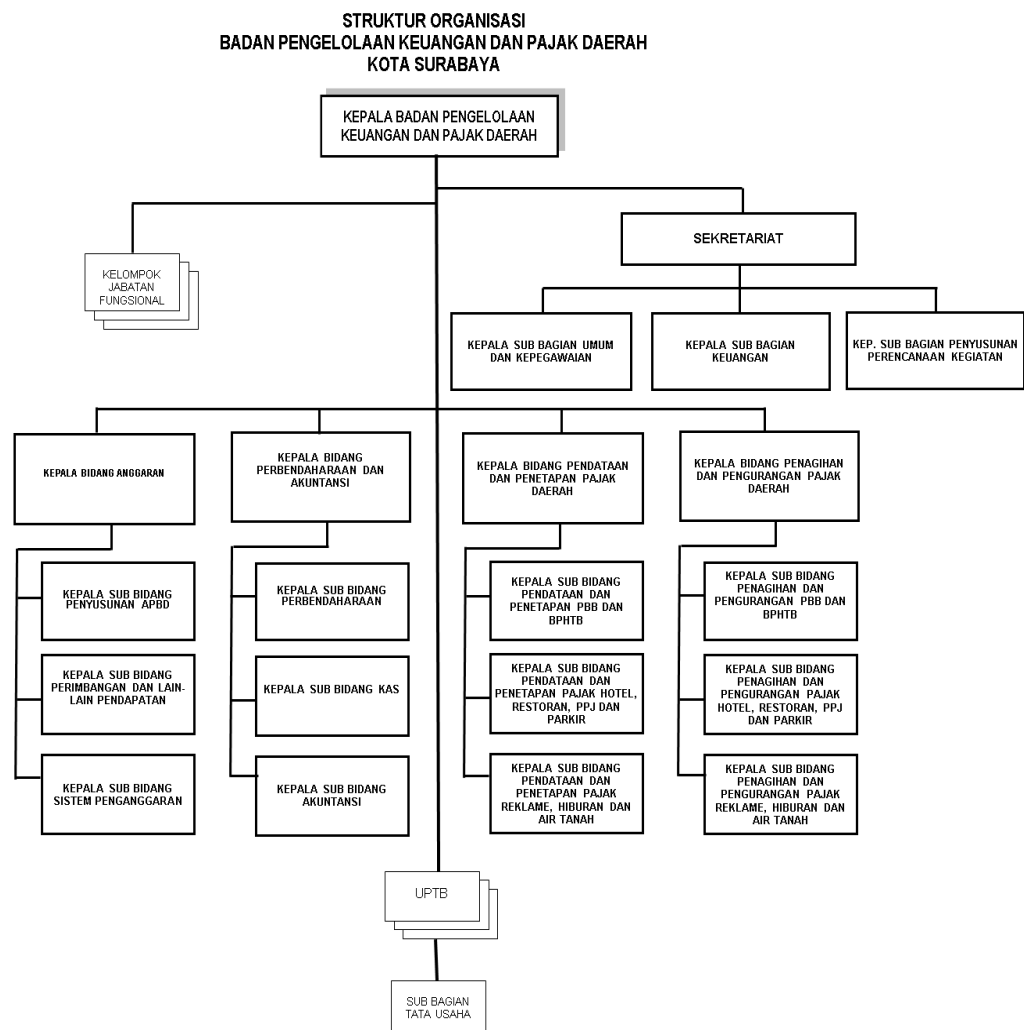 STRUKTUR ORGANISASI
BADAN PENGELOLAAN KEUANGAN DAN PAJAK DAERAH
KOTA SURABAYA
KEPALA BADAN PENGELOLAAN
KEUANGAN DAN PAJAK DAERAH
SEKRETARIAT
KELOMPOK
JABATAN
FUNGSIONAL
KEPALA SUB BAGIAN UMUM
DAN KEPEGAWAIAN
KEPALA SUB BAGIAN
KEUANGAN
KEP. SUB BAGIAN PENYUSUNAN
PERENCANAAN KEGIATAN
KEPALA BIDANG ANGGARAN
KEPALA BIDANG
PERBENDAHARAAN DAN
AKUNTANSI
KEPALA BIDANG PENDATAAN
DAN PENETAPAN PAJAK
DAERAH
KEPALA BIDANG PENAGIHAN
DAN PENGURANGAN PAJAK
DAERAH
KEPALA SUB BIDANG
PENYUSUNAN APBD
KEPALA SUB BIDANG
PERBENDAHARAAN
KEPALA SUB BIDANG
PENDATAAN DAN
PENETAPAN PBB DAN
BPHTB
KEPALA SUB BIDANG
PENAGIHAN DAN
PENGURANGAN PBB DAN
BPHTB
KEPALA SUB BIDANG
PERIMBANGAN DAN LAIN-
LAIN PENDAPATAN
KEPALA SUB BIDANG KAS
KEPALA SUB BIDANG
PENDATAAN DAN
PENETAPAN PAJAK HOTEL,
RESTORAN, PPJ DAN
PARKIR
KEPALA SUB BIDANG
PENAGIHAN DAN
PENGURANGAN PAJAK
HOTEL, RESTORAN, PPJ
DAN PARKIR
KEPALA SUB BIDANG
SISTEM PENGANGGARAN
KEPALA SUB BIDANG
AKUNTANSI
KEPALA SUB BIDANG
PENDATAAN DAN
PENETAPAN PAJAK
REKLAME, HIBURAN DAN
AIR TANAH
KEPALA SUB BIDANG
PENAGIHAN DAN
PENGURANGAN PAJAK
REKLAME, HIBURAN DAN
AIR TANAH
UPTB
SUB BAGIAN
TATA USAHA